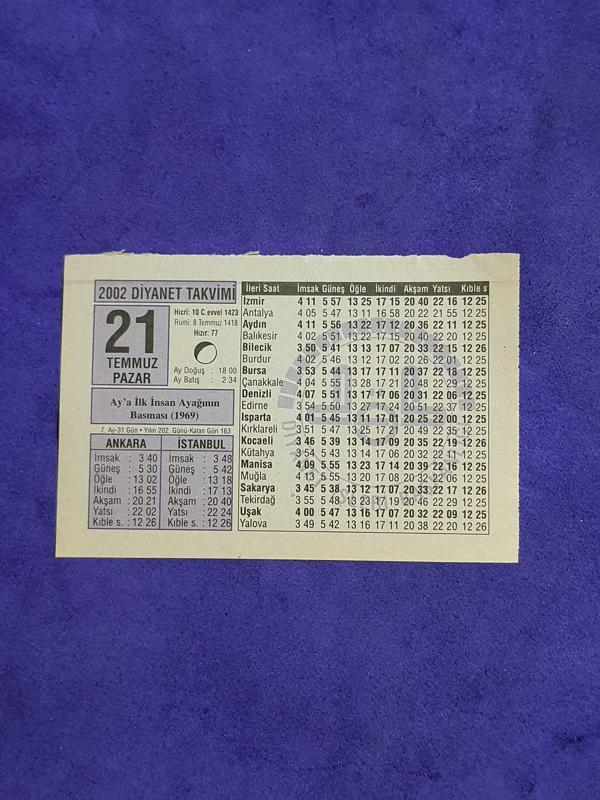 2002 DİYANET TAKVİMİ
21
TEMMUZ
PAZAR
Hicri: 10 C.evvel 1423
Rumi: 8 Temmuz 1418
Hızır: 77
Ay Doğuş : 18 00
Ay Batış : 2 34
Ay'a İlk İnsan Ayağının
Basması (1969)
7. Ay-31 Gün • Yılın 202. Günü-Kalan Gün 163
ANKARA
İmsak : 3 40
Güneş : 5 30
Öğle : 13 02
İkindi : 16 55
Akşam : 20 21
Yatsı : 22 02
Kıble s. : 12 26
İSTANBUL
İmsak : 3 48
Güneş : 5 42
Öğle : 13 18
İkindi : 17 13
Akşam : 20 40
Yatsı : 22 24
Kıble s. : 12 26
İleri Saat İmsak Güneş Öğle İkindi Akşam Yatsı Kıble s
İzmir 4 11 5 57 13 25 17 15 20 40 22 16 12 25
Antalya 4 05 5 47 13 11 16 58 20 22 21 55 12 25
Aydın 4 11 5 56 13 22 17 12 20 36 22 11 12 25
Balıkesir 4 02 5 51 13 22 17 15 20 40 22 20 12 25
Bilecik 3 50 5 41 13 13 17 07 20 33 22 15 12 26
Burdur 4 02 5 46 13 12 17 02 20 26 22 01 12 25
Bursa 3 53 5 44 13 17 17 11 20 37 22 18 12 25
Çanakkale 4 04 5 55 13 28 17 21 20 48 22 29 12 25
Denizli 4 07 5 51 13 17 17 06 20 31 22 06 12 25
Edirne 3 54 5 50 13 27 17 24 20 51 22 37 12 25
Isparta 4 01 5 45 13 11 17 01 20 25 22 00 12 25
Kırklareli 3 51 5 47 13 25 17 21 20 49 22 35 12 25
Kocaeli 3 46 5 39 13 14 17 09 20 35 22 19 12 26
Kütahya 3 54 5 43 13 14 17 06 20 32 22 11 12 25
Manisa 4 09 5 55 13 23 17 14 20 39 22 16 12 25
Muğla 4 13 5 55 13 20 17 08 20 32 22 06 12 25
Sakarya 3 45 5 38 13 12 17 07 20 33 22 17 12 26
Tekirdağ 3 55 5 48 13 23 17 19 20 45 22 30 12 25
Uşak 4 00 5 47 13 16 17 07 20 32 22 09 12 25
Yalova 3 49 5 42 13 16 17 11 20 38 22 20 12 26